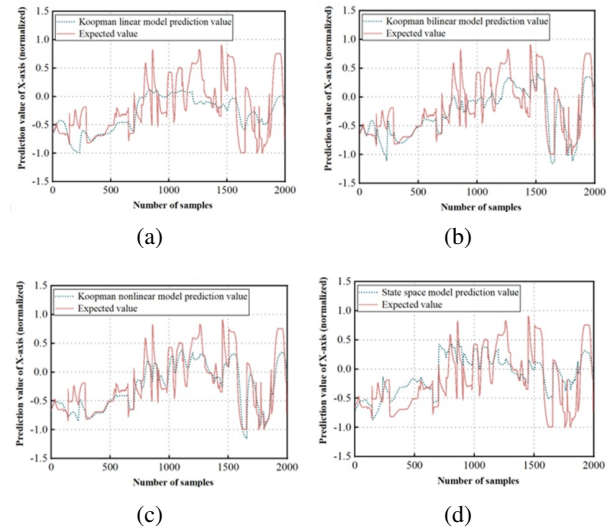 Koopman linear model prediction value
Expected value
Prediction value of X-axis (normalized)
1.5
1.0
0.5
0.0
-0.5
-1.0
-1.5
0 500 1000 1500 2000
Number of samples
(a)
Koopman bilinear model prediction value
Expected value
Prediction value of X-axis (normalized)
1.5
1.0
0.5
0.0
-0.5
-1.0
-1.5
0 500 1000 1500 2000
Number of samples
(b)
Koopman nonlinear model prediction value
Expected value
Prediction value of X-axis (normalized)
1.5
1.0
0.5
0.0
-0.5
-1.0
-1.5
0 500 1000 1500 2000
Number of samples
(c)
State space model prediction value
Expected value
Prediction value of X-axis (normalized)
1.5
1.0
0.5
0.0
-0.5
-1.0
-1.5
0 500 1000 1500 2000
Number of samples
(d)